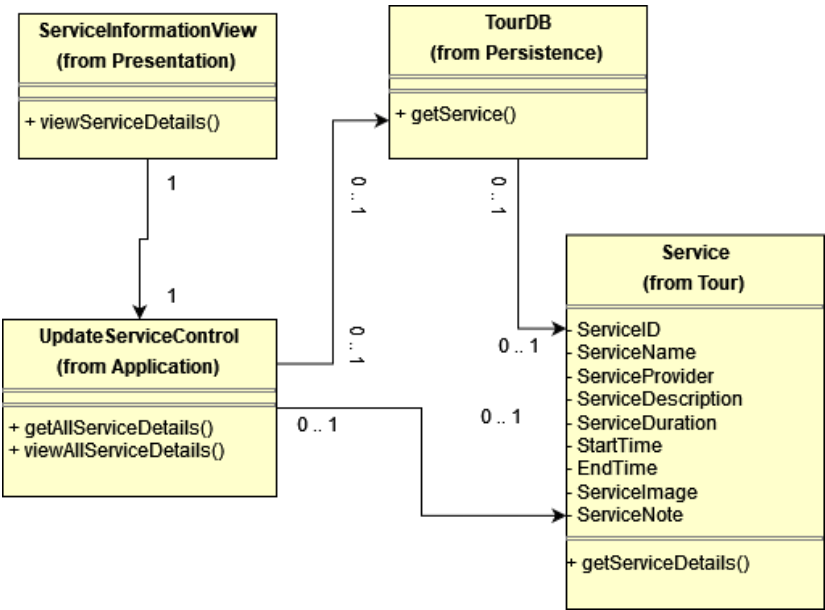 ServiceInformationView
(from Presentation)
+ viewServiceDetails()
TourDB
(from Persistence)
+ getService()
1
1
0 .. 1
0 .. 1
0 .. 1
0 .. 1
UpdateServiceControl
(from Application)
+ getAllServiceDetails()
+ viewAllServiceDetails()
0 .. 1
0 .. 1
Service
(from Tour)
- ServiceID
- ServiceName
- ServiceProvider
- ServiceDescription
- ServiceDuration
- StartTime
- EndTime
- ServiceImage
- ServiceNote
+ getServiceDetails()